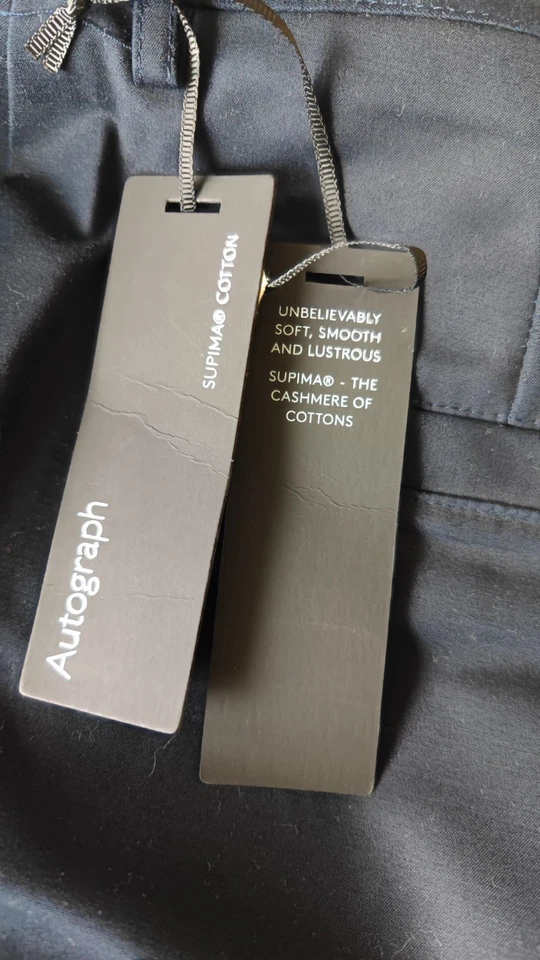 SUPIMA® COTTON
Autograph
UNBELIEVABLY
SOFT, SMOOTH
AND LUSTROUS
SUPIMA® - THE
CASHMERE OF
COTTONS